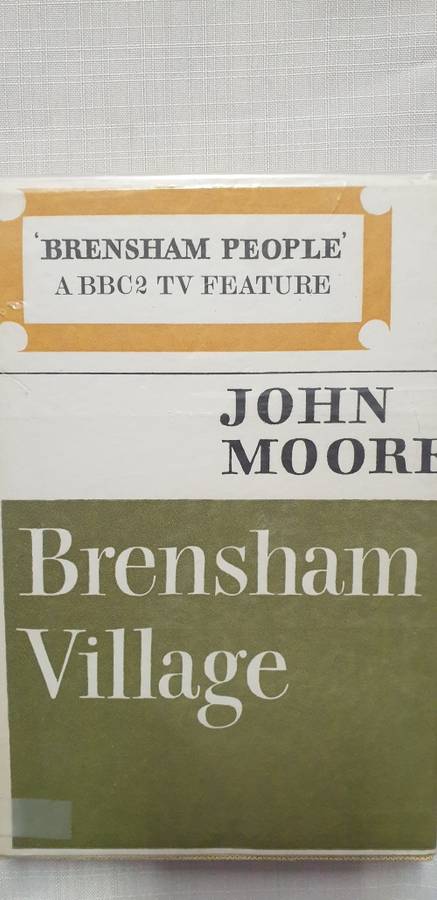 'BRENSHAM PEOPLE'
A BBC2 TV FEATURE
JOHN
MOORE
Brensham
Village